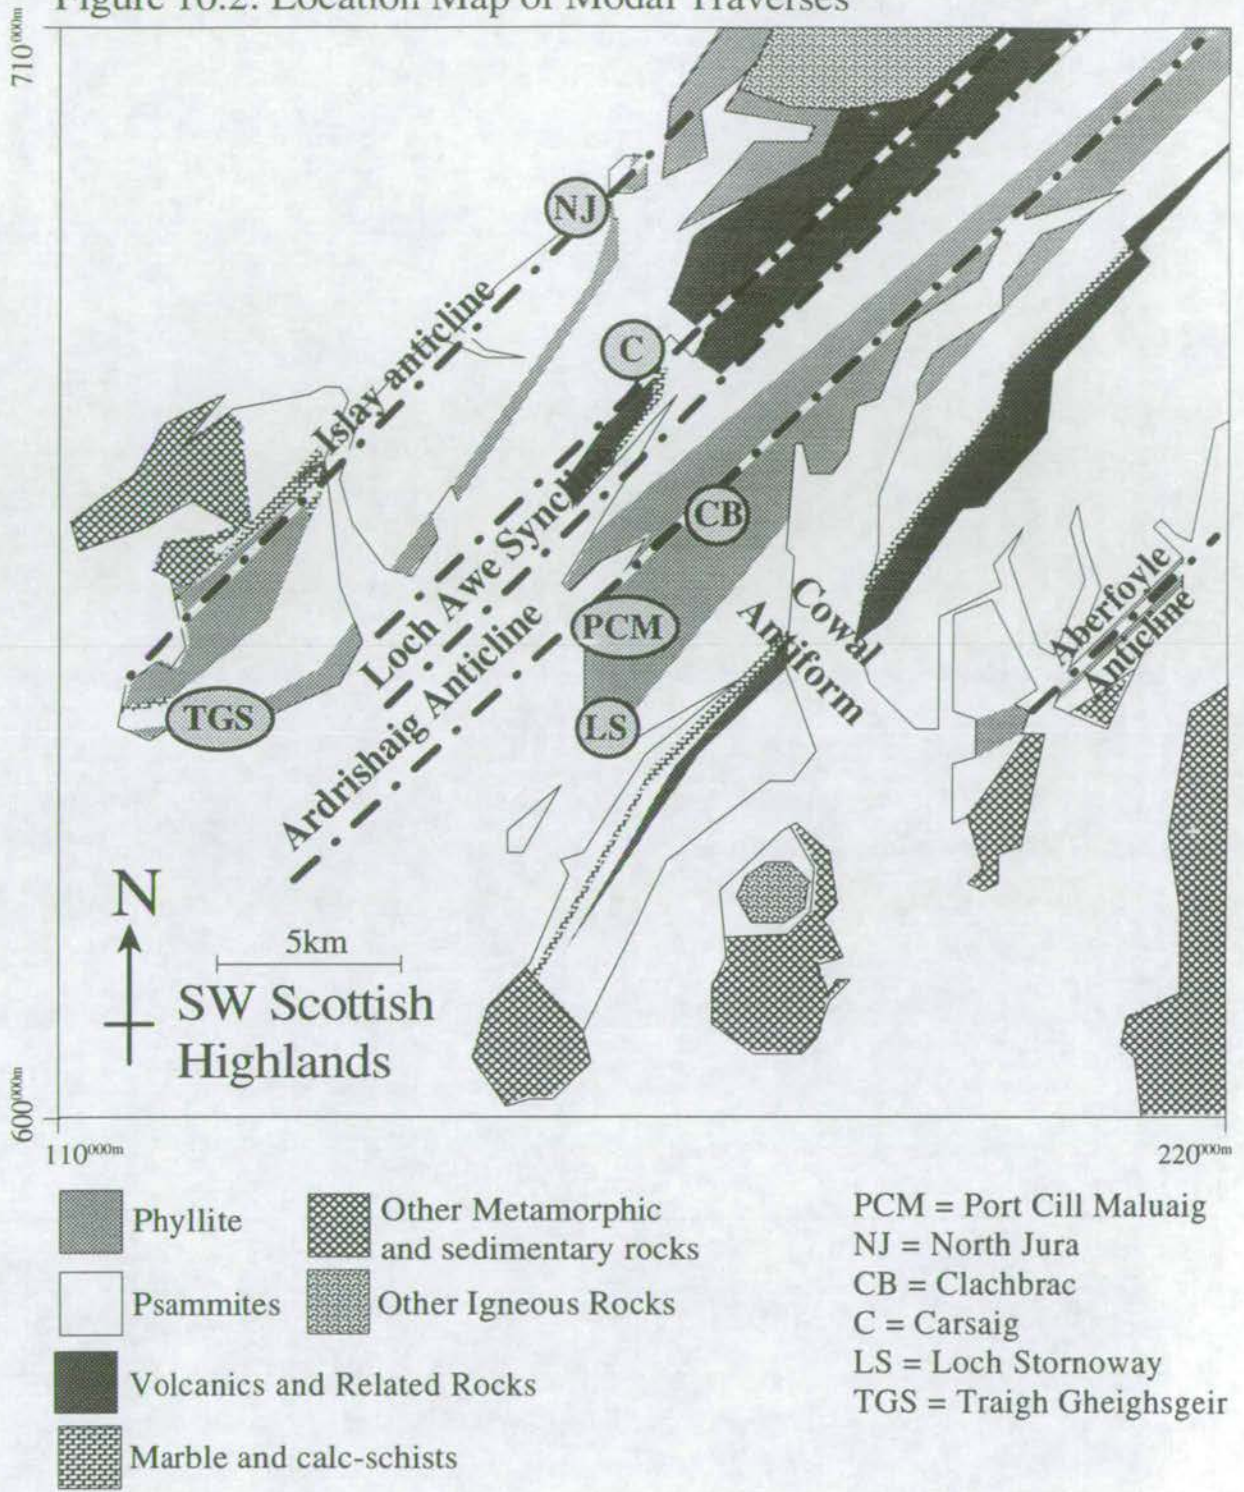 Figure 10.2: Location Map of Modal Traverses
710000m
NJ
C
Islay anticline
CB
Loch Awe Syncline
PCM
Cowal
Antiform
Aberfoyle
Anticline
TGS
LS
Ardrishaig Anticline
N
5km
SW Scottish
Highlands
600000m
110000m
220000m
Phyllite
Psammites
Volcanics and Related Rocks
Marble and calc-schists
Other Metamorphic
and sedimentary rocks
Other Igneous Rocks
PCM = Port Cill Maluaig
NJ = North Jura
CB = Clachbrac
C = Carsaig
LS = Loch Stornoway
TGS = Traigh Gheighsgeir